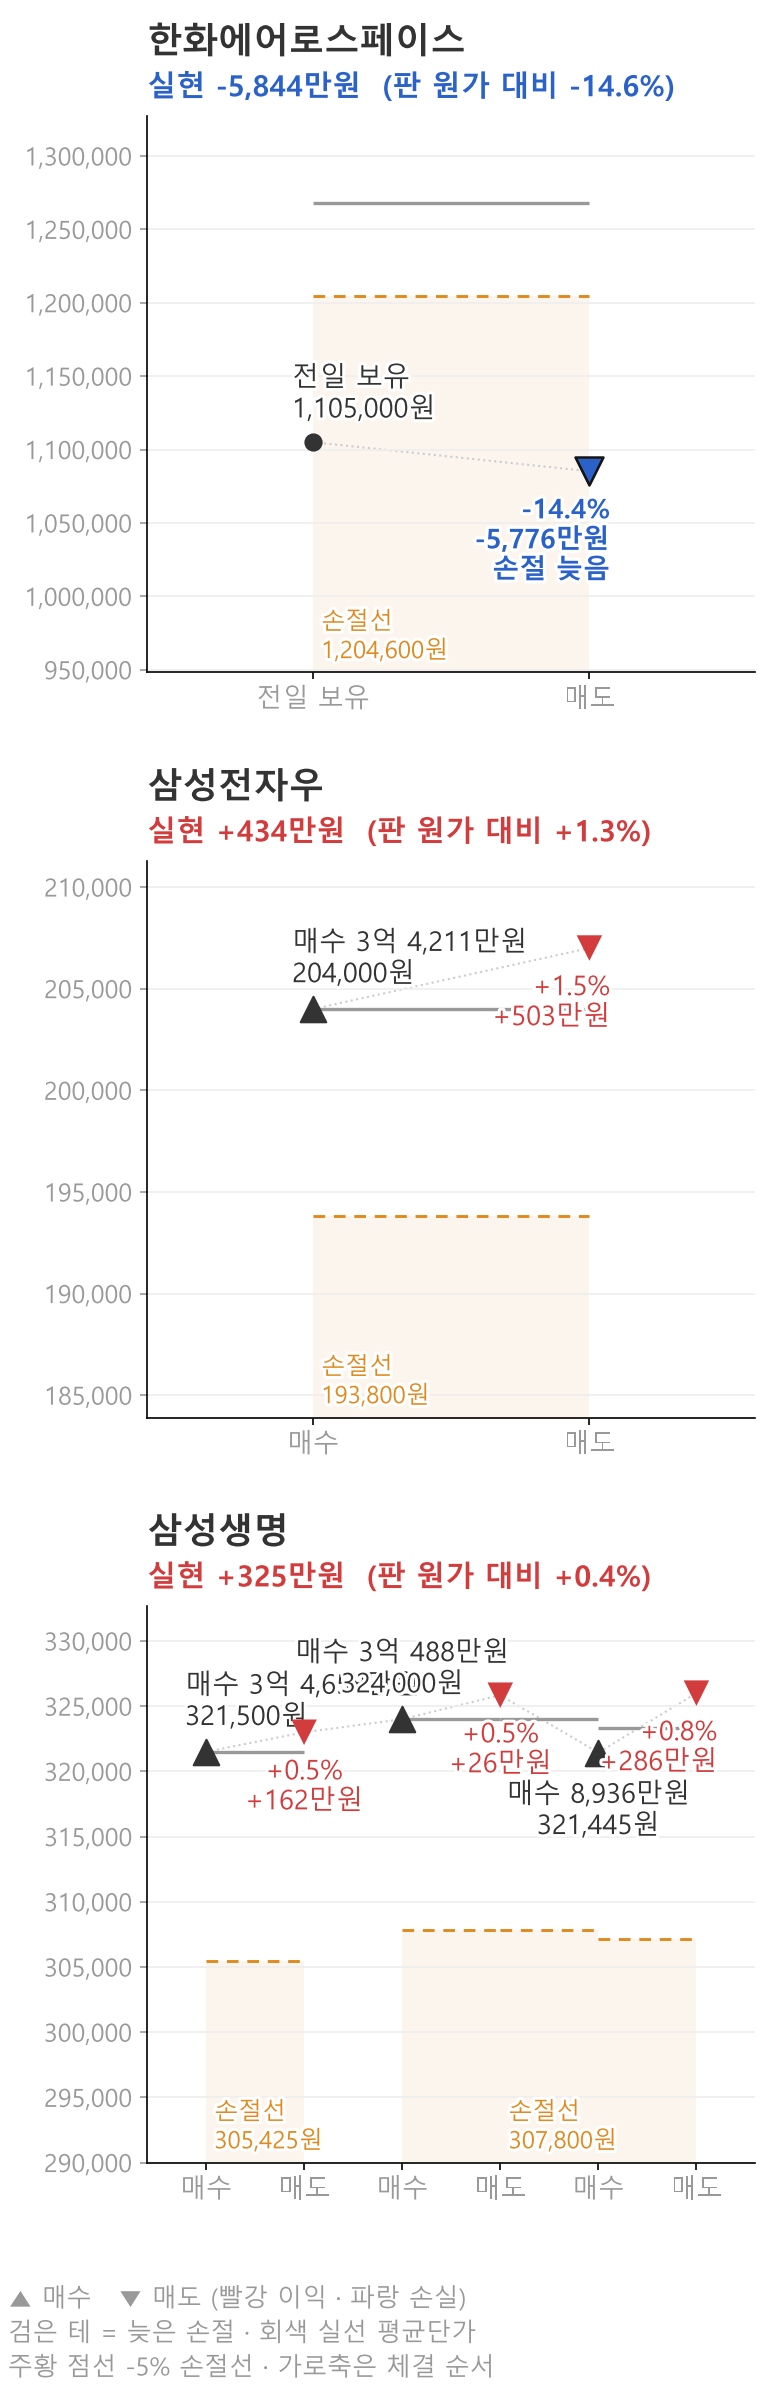 한화에어로스페이스
실현 -5,844만원 (판 원가 대비 -14.6%)
1,300,000
1,250,000
1,200,000
1,150,000
1,100,000
1,050,000
1,000,000
950,000
전일 보유
1,105,000원
-14.4%
-5,776만원
손절 늦음
손절선
1,204,600원
전일 보유
매도
삼성전자우
실현 +434만원 (판 원가 대비 +1.3%)
210,000
205,000
200,000
195,000
190,000
185,000
매수 3억 4,211만원
204,000원
+1.5%
+503만원
손절선
193,800원
매수
매도
삼성생명
실현 +325만원 (판 원가 대비 +0.4%)
330,000
325,000
320,000
315,000
310,000
305,000
300,000
295,000
290,000
매수 3억 488만원
324,000원
매수 3억
321,500원
+0.5%
+162만원
+0.5%
+26만원
+0.8%
+286만원
매수 8,936만원
321,445원
손절선
305,425원
손절선
307,800원
매수 매도 매수 매도 매수 매도
▲ 매수 ▼ 매도 (빨강 이익 · 파랑 손실)
검은 테 = 늦은 손절 · 회색 실선 평균단가
주황 점선 -5% 손절선 · 가로축은 체결 순서